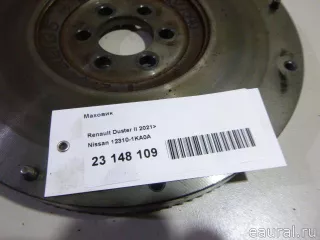 Маховик
Renault Duster II 2021>
Nissan 12310-1KA0A
23 148 109
eaural.ru